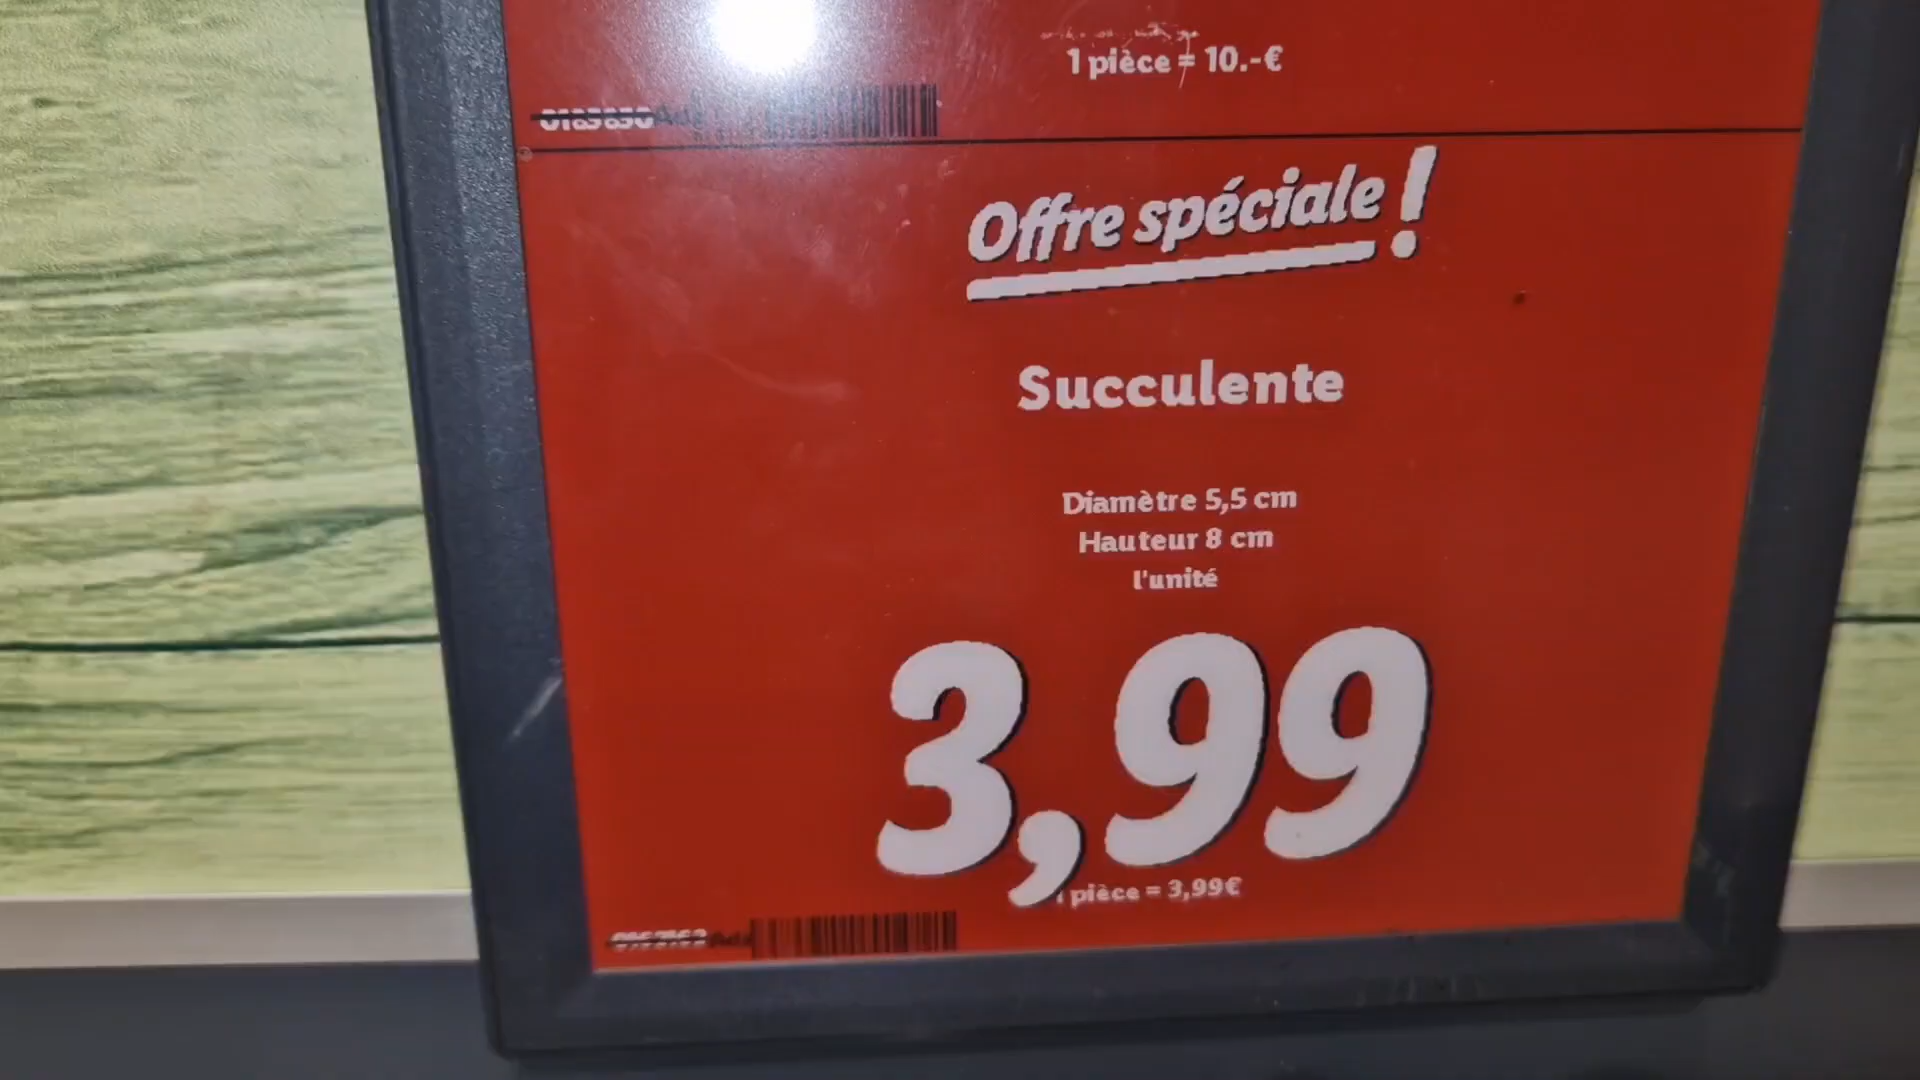 1 pièce = 10.-€
Offre spéciale !
Succulente
Diamètre 5,5 cm
Hauteur 8 cm
l'unité
3,99
pièce = 3,99€